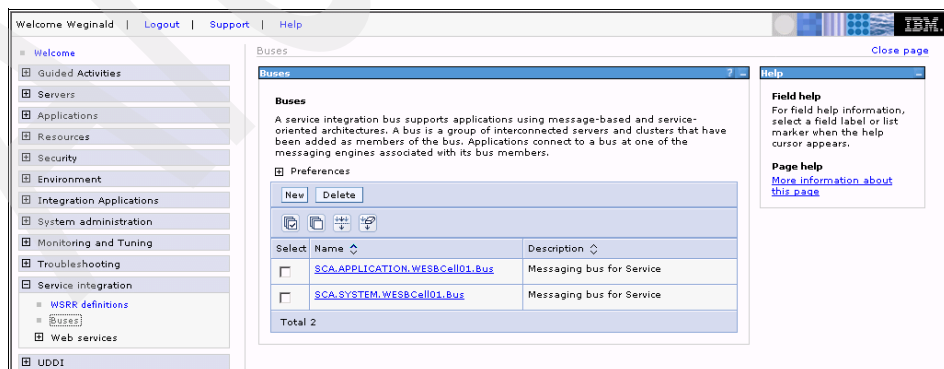 Welcome Weginald | Logout | Support | Help
IBM.
Welcome
Guided Activities
Servers
Applications
Resources
Security
Environment
Integration Applications
System administration
Monitoring and Tuning
Troubleshooting
Service integration
WSRR definitions
Buses
Web services
UDDI
Buses
Close page
Buses
? –
Buses
A service integration bus supports applications using message-based and service-
oriented architectures. A bus is a group of interconnected servers and clusters that have
been added as members of the bus. Applications connect to a bus at one of the
messaging engines associated with its bus members.
Preferences
New Delete
Select Name Description
SCA.APPLICATION.WESBCell01.Bus Messaging bus for Service
SCA.SYSTEM.WESBCell01.Bus Messaging bus for Service
Total 2
Help –
Field help
For field help information,
select a field label or list
marker when the help
cursor appears.
Page help
More information about
this page